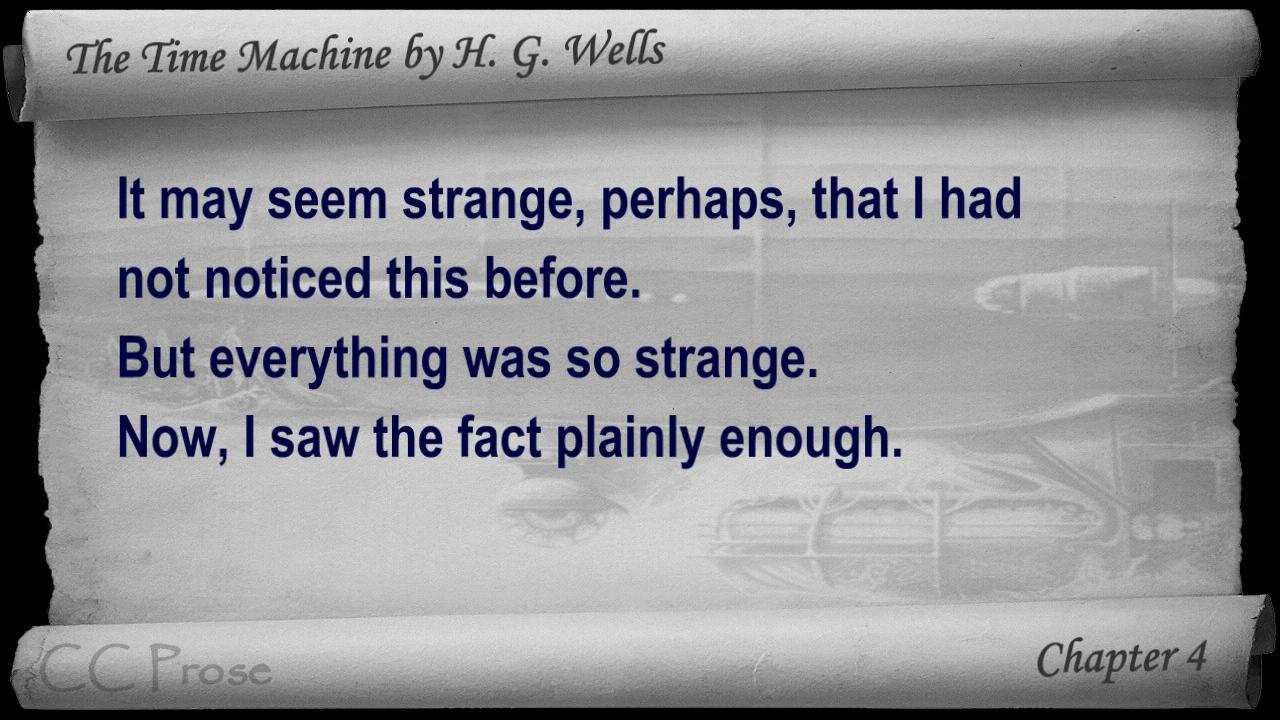 The Time Machine by H. G. Wells
It may seem strange, perhaps, that I had
not noticed this before.
But everything was so strange.
Now, I saw the fact plainly enough.
CC Prose
Chapter 4